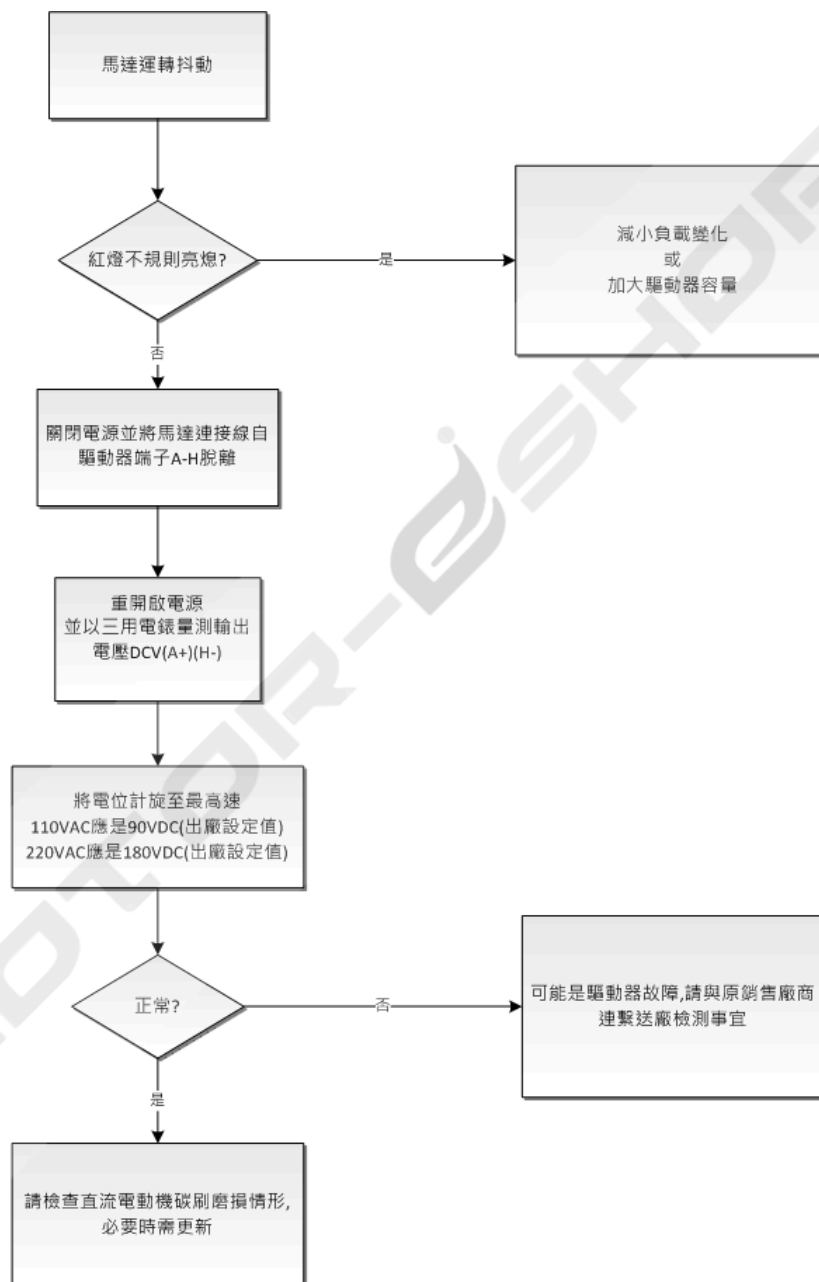 馬達運轉抖動
紅燈不規則亮熄?
是
減小負載變化
或
加大驅動器容量
否
關閉電源並將馬達連接線自
驅動器端子A-H脫離
重開啟電源
並以三用電錶量測輸出
電壓DCV(A+)(H-)
將電位計旋至最高速
110VAC應是90VDC(出廠設定值)
220VAC應是180VDC(出廠設定值)
正常?
否
可能是驅動器故障,請與原銷售廠商
連繫送廠檢測事宜
是
請檢查直流電動機碳刷磨損情形,
必要時需更新
MOTOR-eSHOR